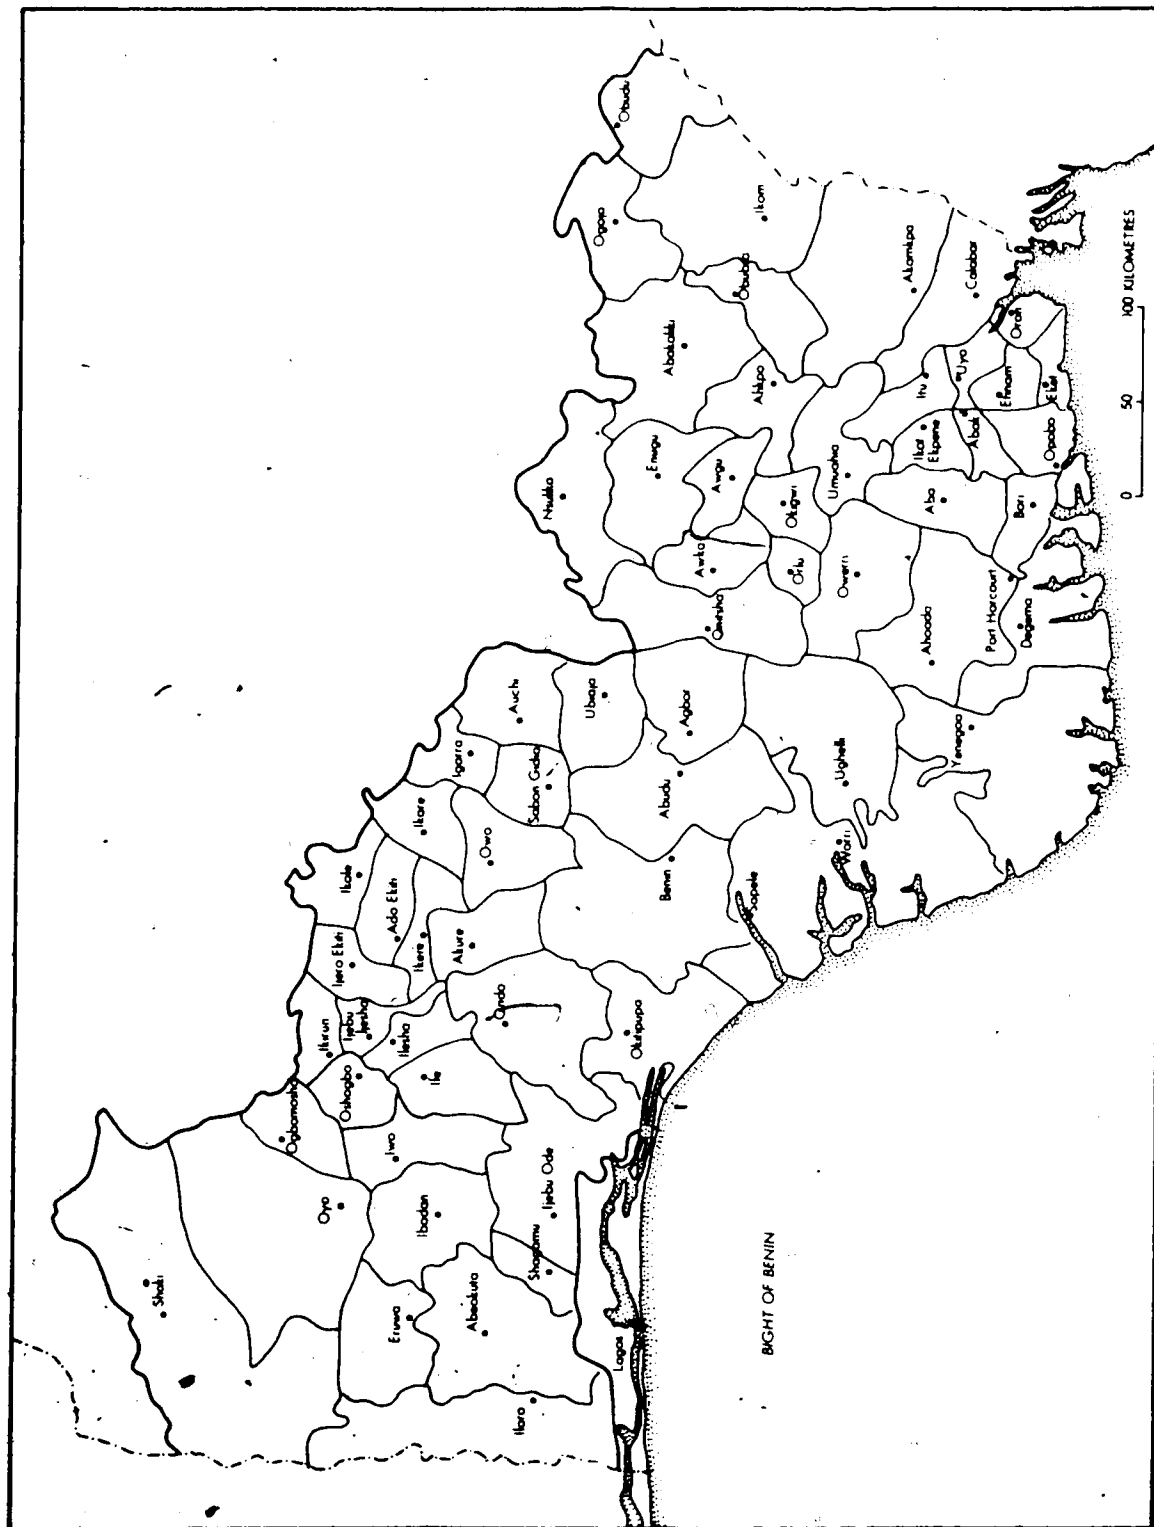 Shaki
Oyo
Ogbomosho
Oshogbo
Ikirun
Ijebu
Ijesha
Ilesha
Ijero Ekiti
Ikole
Ado Ekiti
Ikere
Akure
Ikare
Owo
Igarra
Auchi
Sabon Gida
Ubiaja
Eruwa
Ibadan
Iwo
Ife
Ondo
Abeokuta
Shagamu
Ijebu Ode
Ilaro
Lagos
Okitipupa
Benin
Abudu
Agbor
Sapele
Warri
Ughelli
Yenegoa
Nsukka
Enugu
Abakaliki
Ogoja
Obudu
Ikom
Obubra
Afikpo
Awgu
Awka
Onitsha
Okigwi
Orlu
Owerri
Umuahia
Akamkpa
Calabar
Itu
Uyo
Ikot
Ekpene
Abak
Etinam
Eket
Oron
Opobo
Aba
Bori
Ahoada
Port Harcourt
Degema
BIGHT OF BENIN
0 50 100 KILOMETRES